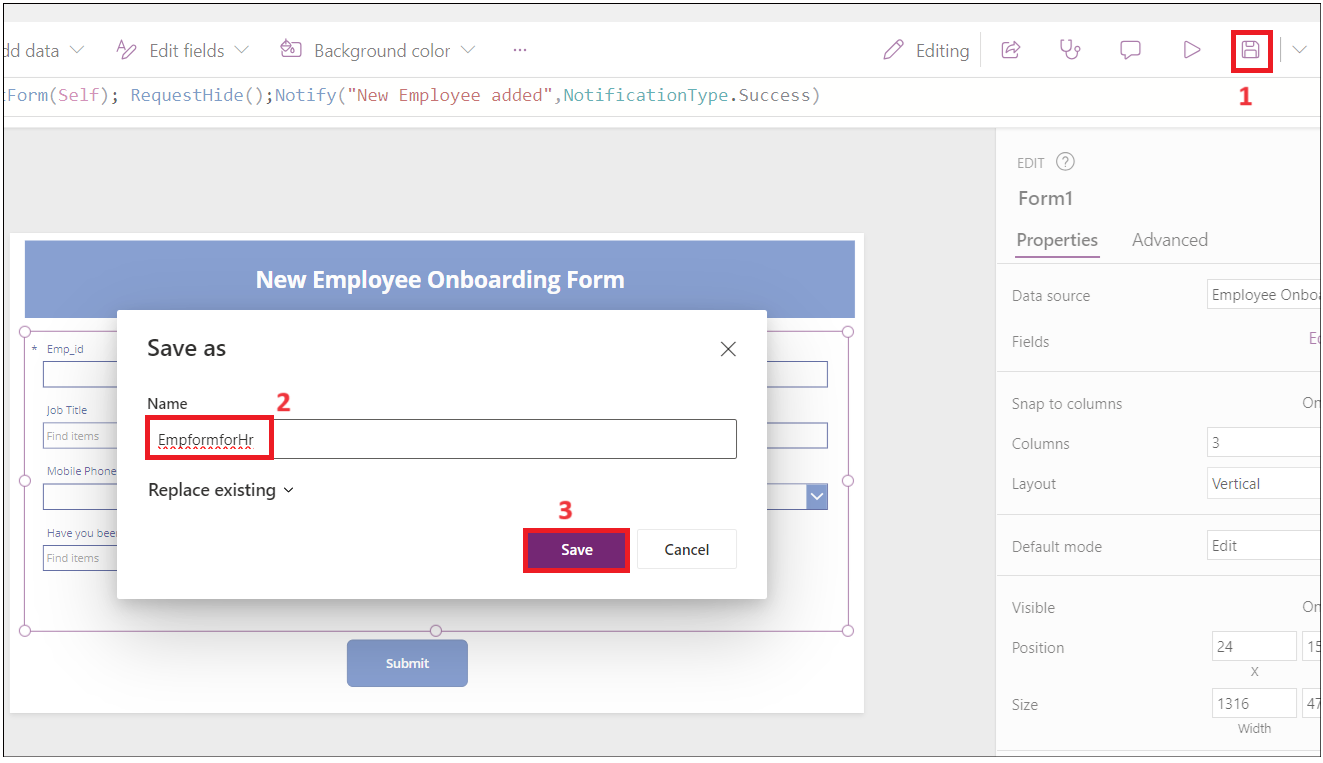 dd data Edit fields Background color ... Editing
tForm(Self); RequestHide();Notify("New Employee added",NotificationType.Success)
1
EDIT ?
Form1
Properties Advanced
Data source Employee Onboa
Fields Ed
Snap to columns On
Columns 3
Layout Vertical
Default mode Edit
Visible On
Position 24 15
X
Size 1316 47
Width
New Employee Onboarding Form
* Emp_id
Job Title
Find items
Mobile Phone
Have you been
Find items
Submit
Save as
Name
2
EmpformforHr
Replace existing
3
Save Cancel